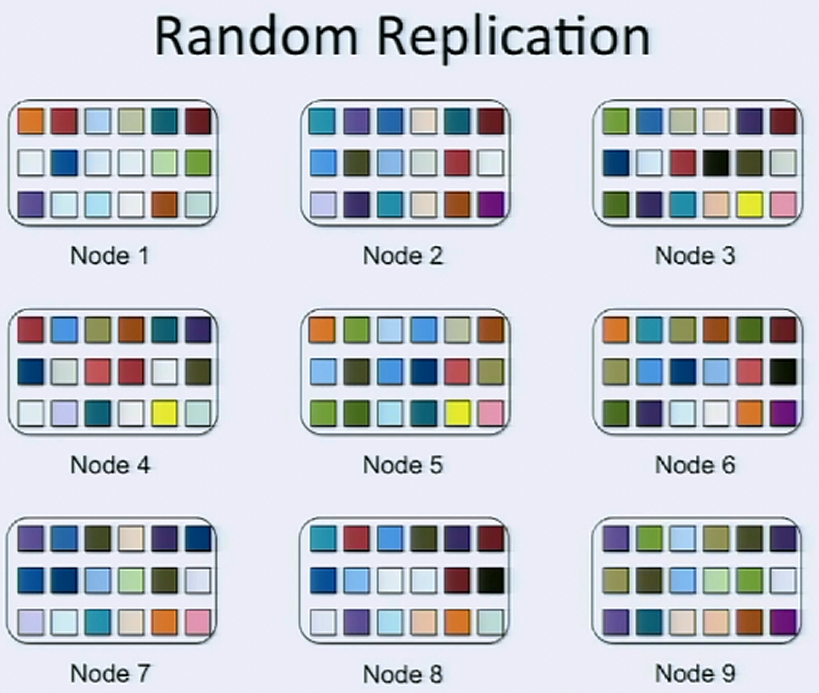 Random Replication
Node 1
Node 2
Node 3
Node 4
Node 5
Node 6
Node 7
Node 8
Node 9